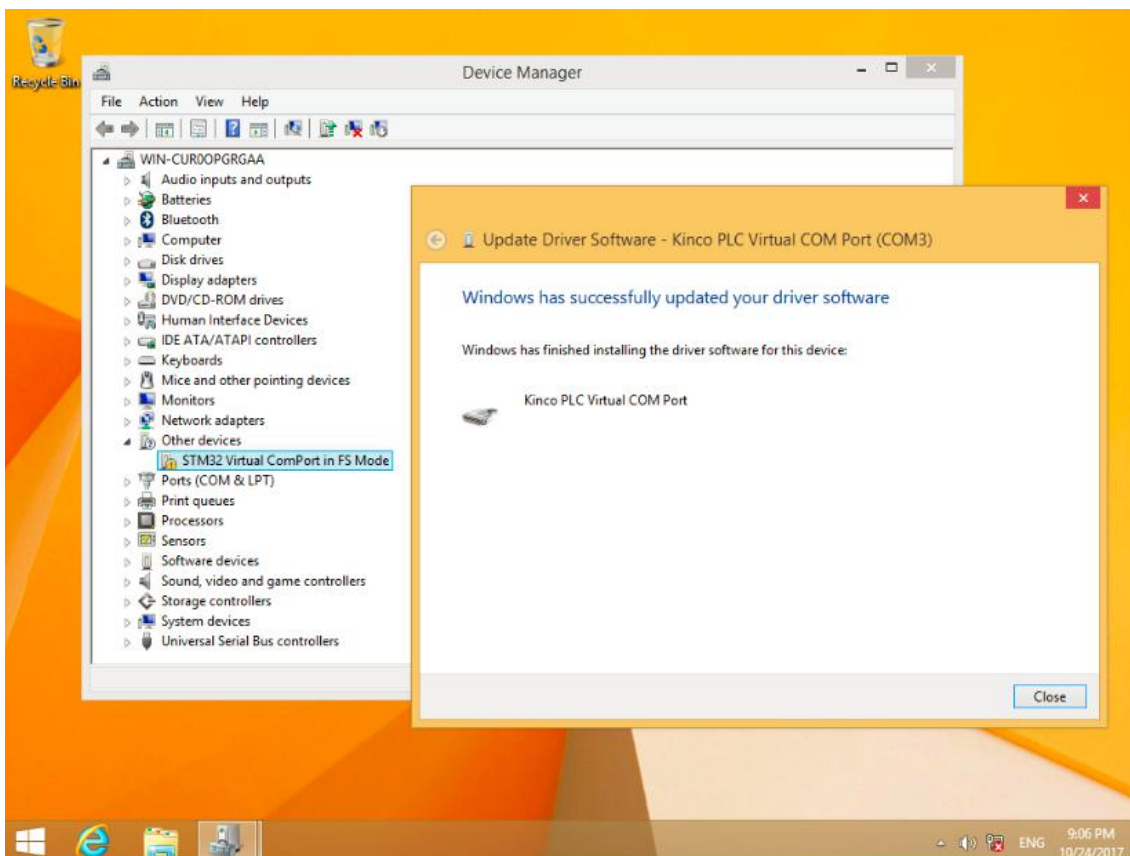 Recycle Bin
Device Manager
File Action View Help
WIN-CUR0OPGRGAA
Audio inputs and outputs
Batteries
Bluetooth
Computer
Disk drives
Display adapters
DVD/CD-ROM drives
Human Interface Devices
IDE ATA/ATAPI controllers
Keyboards
Mice and other pointing devices
Monitors
Network adapters
Other devices
STM32 Virtual ComPort in FS Mode
Ports (COM & LPT)
Print queues
Processors
Sensors
Software devices
Sound, video and game controllers
Storage controllers
System devices
Universal Serial Bus controllers
Update Driver Software - Kinco PLC Virtual COM Port (COM3)
Windows has successfully updated your driver software
Windows has finished installing the driver software for this device:
Kinco PLC Virtual COM Port
Close
ENG
9:06 PM
10/24/2017